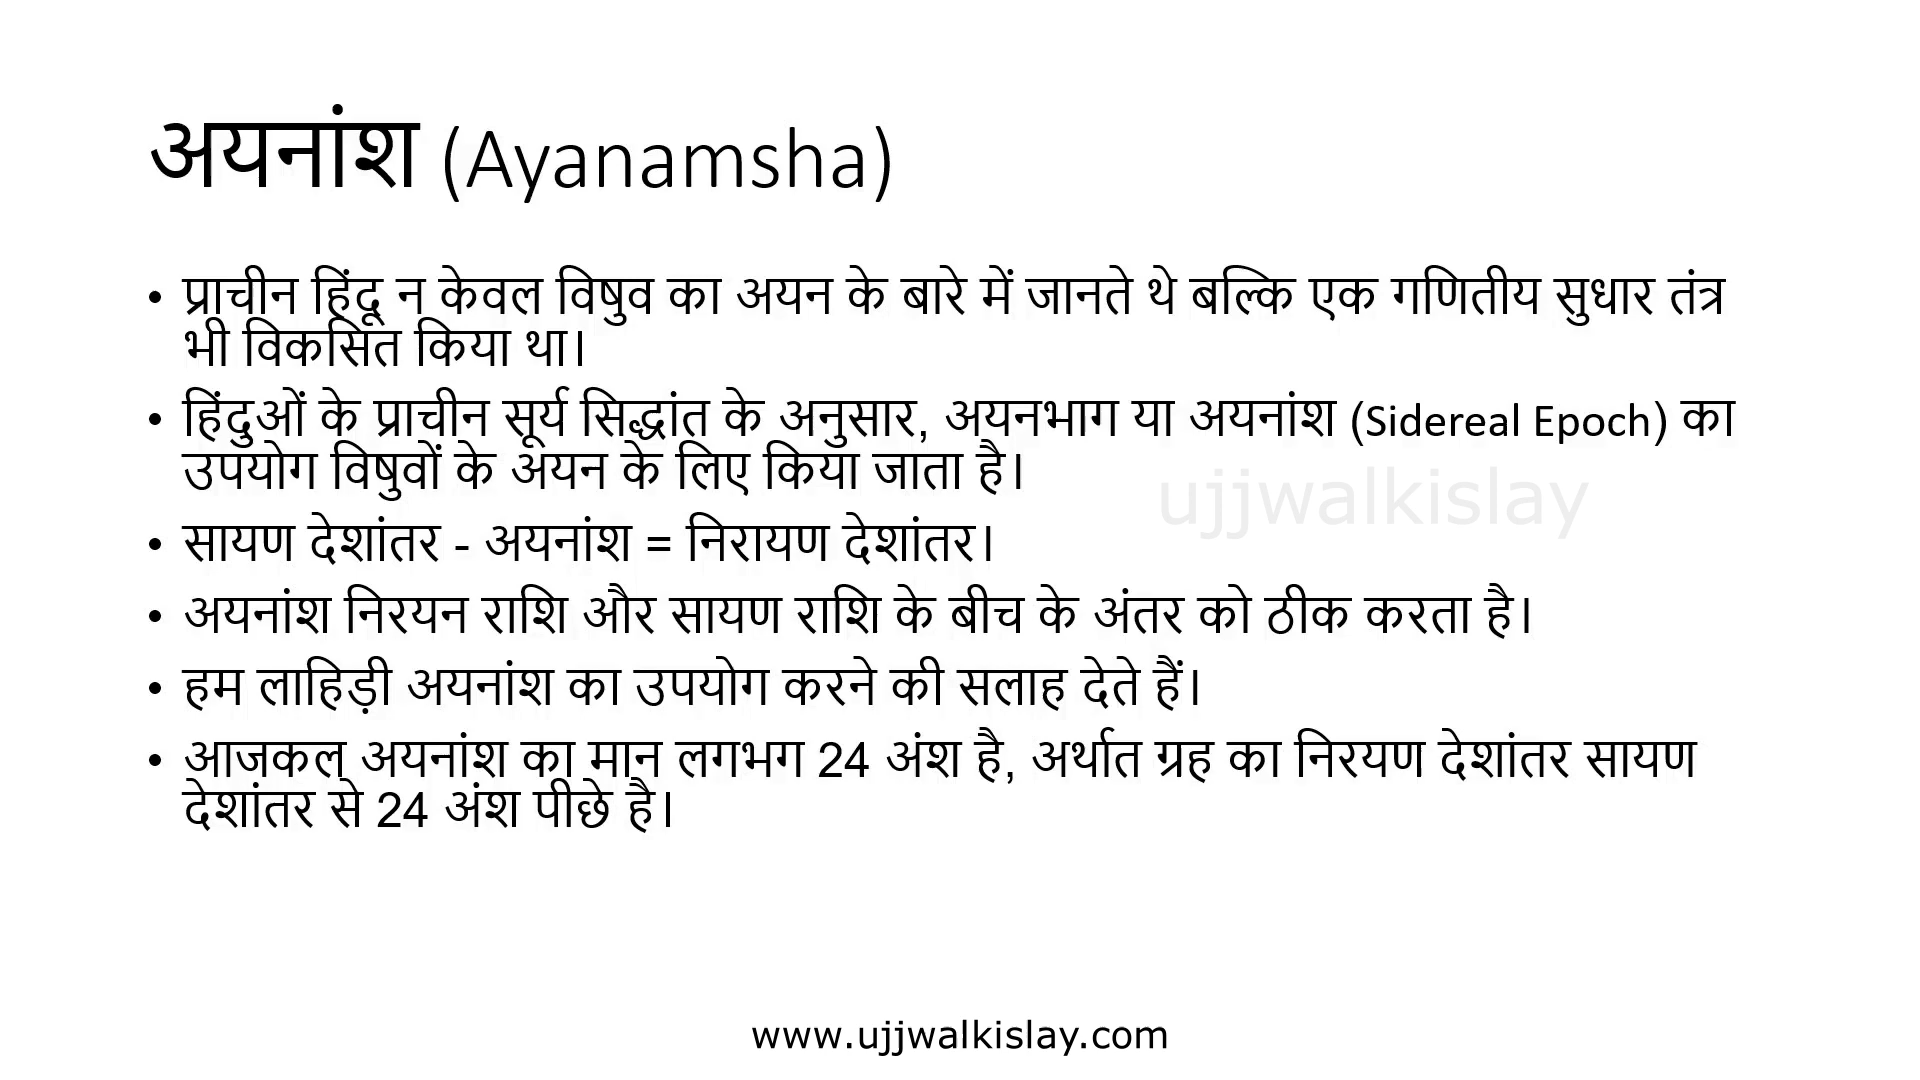 अयनांश (Ayanamsha)
• प्राचीन हिंदू न केवल विषुव का अयन के बारे में जानते थे बल्कि एक गणितीय सुधार तंत्र
भी विकसित किया था।
• हिंदुओं के प्राचीन सूर्य सिद्धांत के अनुसार, अयनभाग या अयनांश (Sidereal Epoch) का
उपयोग विषुवों के अयन के लिए किया जाता है।
ujjwalkislay
• सायण देशांतर - अयनांश = निरायण देशांतर।
• अयनांश निरयन राशि और सायण राशि के बीच के अंतर को ठीक करता है।
• हम लाहिड़ी अयनांश का उपयोग करने की सलाह देते हैं।
• आजकल अयनांश का मान लगभग 24 अंश है, अर्थात ग्रह का निरयण देशांतर सायण
देशांतर से 24 अंश पीछे है।
www.ujjwalkislay.com